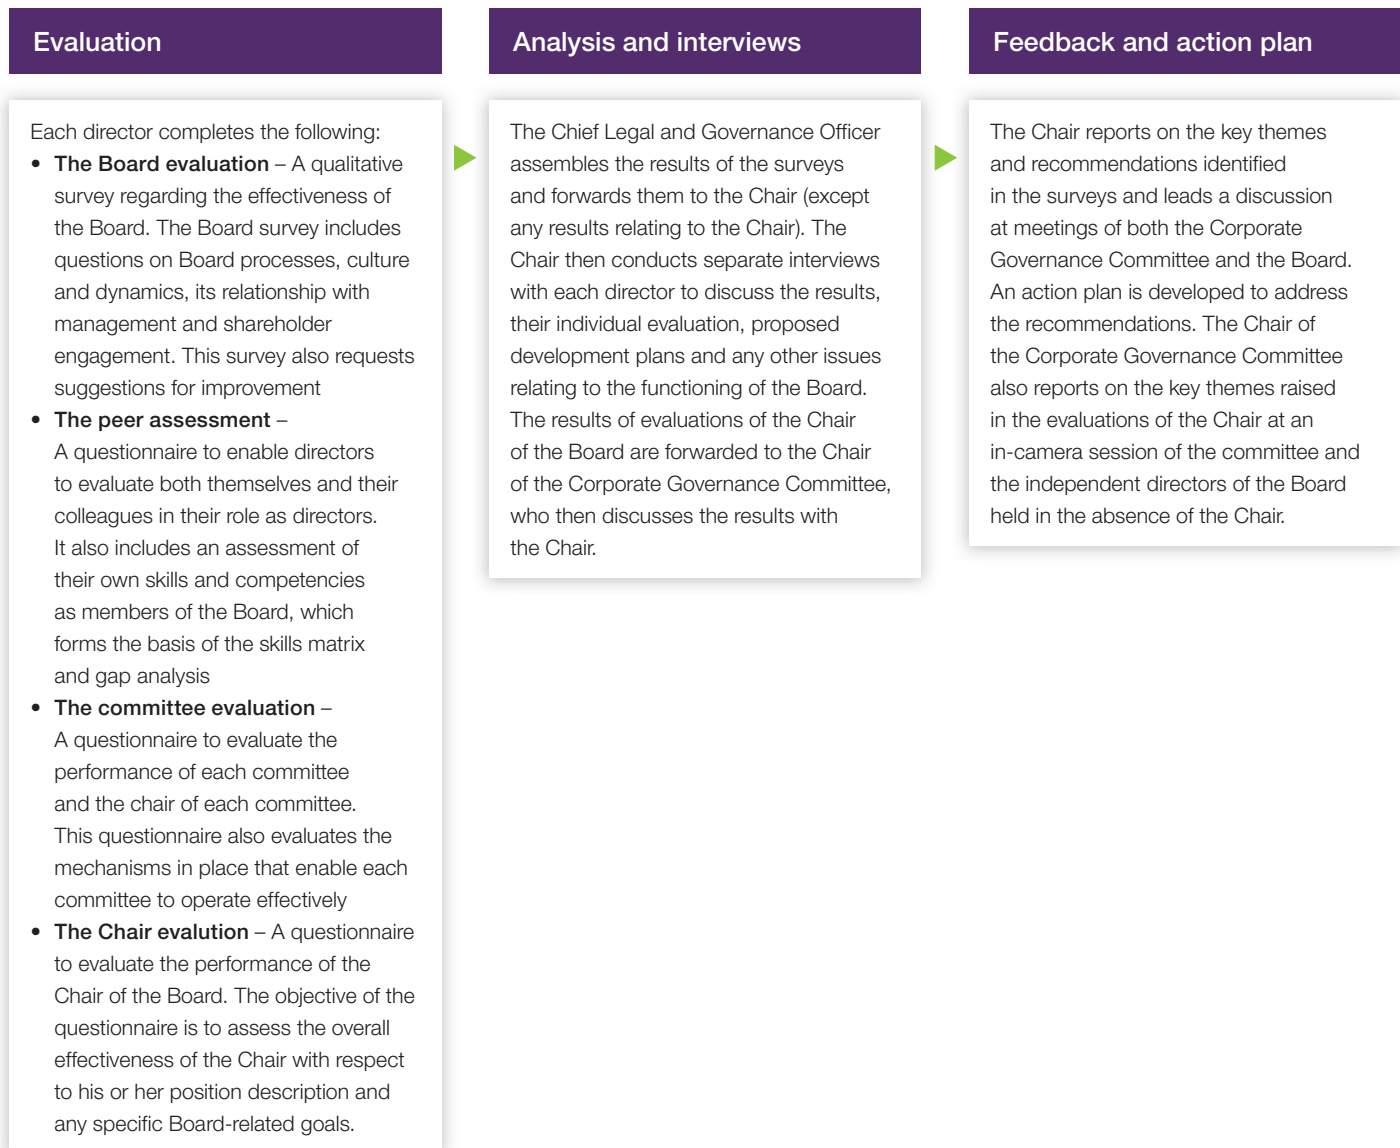 Evaluation
Each director completes the following:
• The Board evaluation – A qualitative
survey regarding the effectiveness of
the Board. The Board survey includes
questions on Board processes, culture
and dynamics, its relationship with
management and shareholder
engagement. This survey also requests
suggestions for improvement
• The peer assessment –
A questionnaire to enable directors
to evaluate both themselves and their
colleagues in their role as directors.
It also includes an assessment of
their own skills and competencies
as members of the Board, which
forms the basis of the skills matrix
and gap analysis
• The committee evaluation –
A questionnaire to evaluate the
performance of each committee
and the chair of each committee.
This questionnaire also evaluates the
mechanisms in place that enable each
committee to operate effectively
• The Chair evalution – A questionnaire
to evaluate the performance of the
Chair of the Board. The objective of the
questionnaire is to assess the overall
effectiveness of the Chair with respect
to his or her position description and
any specific Board-related goals.
Analysis and interviews
The Chief Legal and Governance Officer
assembles the results of the surveys
and forwards them to the Chair (except
any results relating to the Chair). The
Chair then conducts separate interviews
with each director to discuss the results,
their individual evaluation, proposed
development plans and any other issues
relating to the functioning of the Board.
The results of evaluations of the Chair
of the Board are forwarded to the Chair
of the Corporate Governance Committee,
who then discusses the results with
the Chair.
Feedback and action plan
The Chair reports on the key themes
and recommendations identified
in the surveys and leads a discussion
at meetings of both the Corporate
Governance Committee and the Board.
An action plan is developed to address
the recommendations. The Chair of
the Corporate Governance Committee
also reports on the key themes raised
in the evaluations of the Chair at an
in-camera session of the committee and
the independent directors of the Board
held in the absence of the Chair.